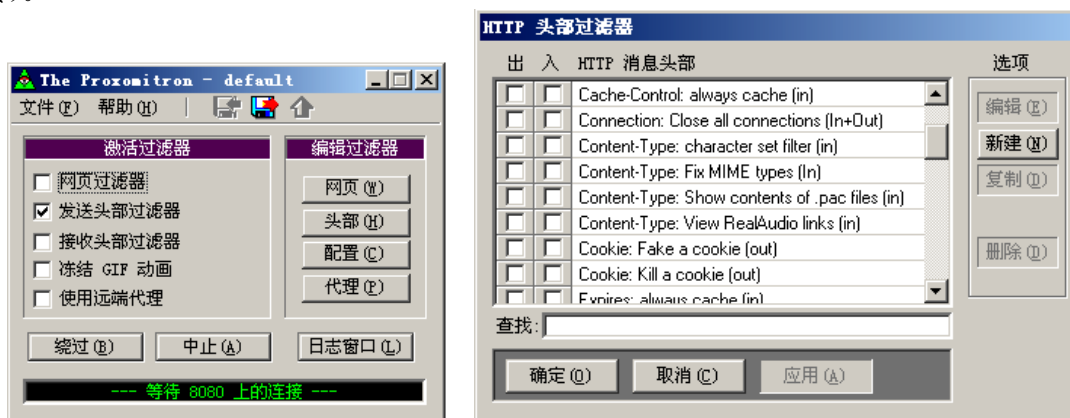 The Proxomitron - default
文件(F) 帮助(H)
激活过滤器
网页过滤器
发送头部过滤器
接收头部过滤器
冻结 GIF 动画
使用远端代理
编辑过滤器
网页(W)
头部(H)
配置(C)
代理(P)
绕过(B) 中止(A) 日志窗口(L)
--- 等待 8080 上的连接 ---
HTTP 头部过滤器
出 入 HTTP 消息头部
Cache-Control: always cache (in)
Connection: Close all connections (In+Out)
Content-Type: character set filter (in)
Content-Type: Fix MIME types (In)
Content-Type: Show contents of .pac files (in)
Content-Type: View RealAudio links (in)
Cookie: Fake a cookie (out)
Cookie: Kill a cookie (out)
Expires: always cache (in)
选项
编辑(E)
新建(N)
复制(D)
删除(D)
查找:
确定(O) 取消(C) 应用(A)